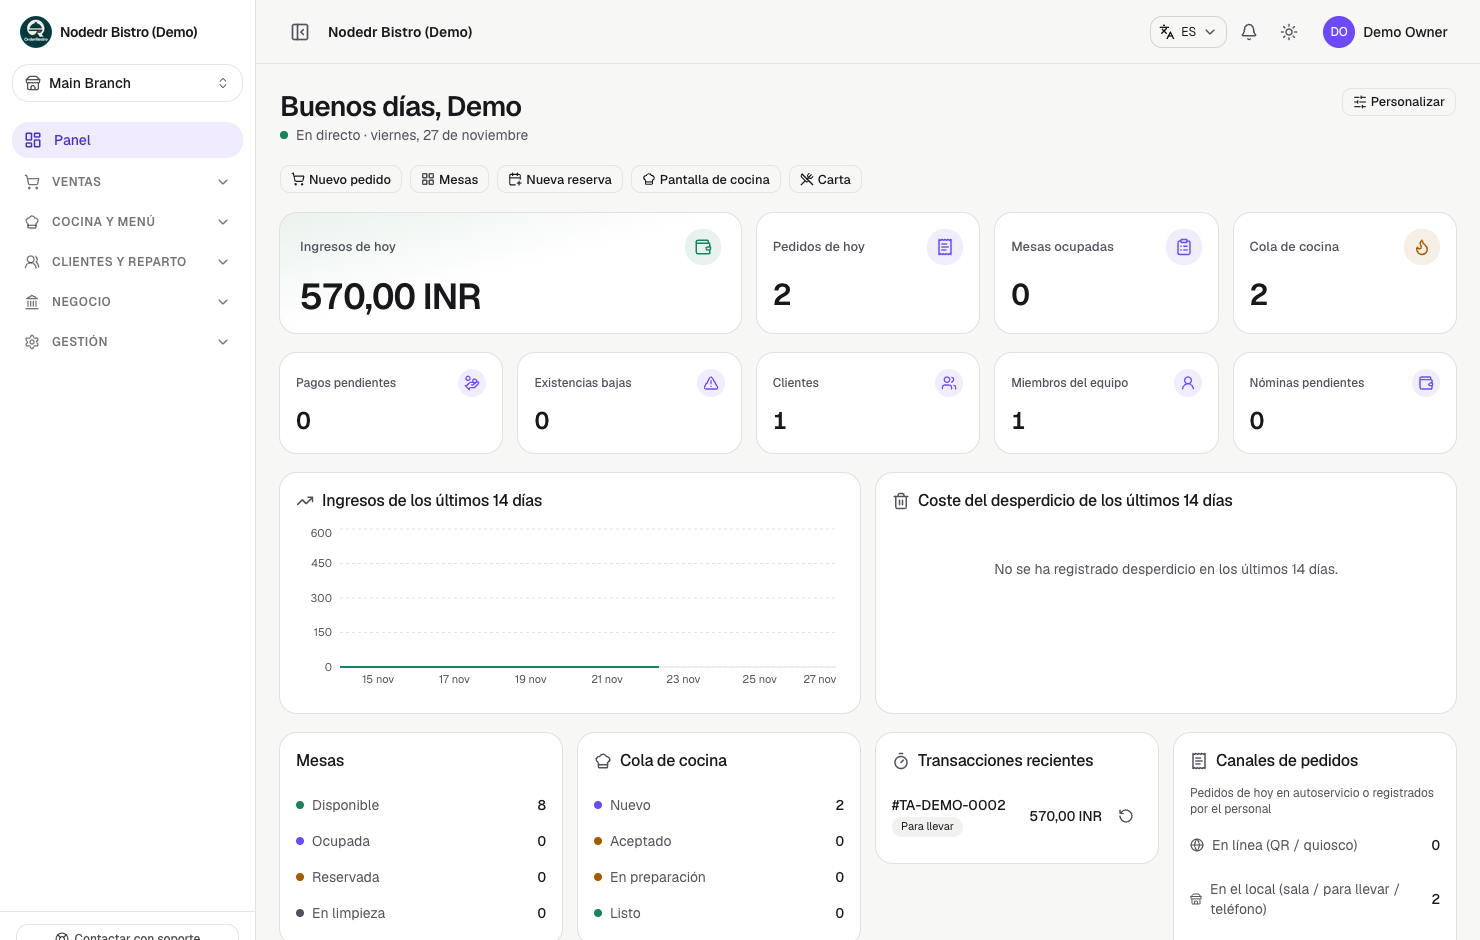 Nodedr Bistro (Demo)
Main Branch
Panel
VENTAS
COCINA Y MENÚ
CLIENTES Y REPARTO
NEGOCIO
GESTIÓN
Contactar con soporte
Nodedr Bistro (Demo)
ES
DO
Demo Owner
Buenos días, Demo
En directo · viernes, 27 de noviembre
Personalizar
Nuevo pedido
Mesas
Nueva reserva
Pantalla de cocina
Carta
Ingresos de hoy
570,00 INR
Pedidos de hoy
2
Mesas ocupadas
0
Cola de cocina
2
Pagos pendientes
0
Existencias bajas
0
Clientes
1
Miembros del equipo
1
Nóminas pendientes
0
Ingresos de los últimos 14 días
600
450
300
150
0
15 nov 17 nov 19 nov 21 nov 23 nov 25 nov 27 nov
Coste del desperdicio de los últimos 14 días
No se ha registrado desperdicio en los últimos 14 días.
Mesas
Disponible 8
Ocupada 0
Reservada 0
En limpieza 0
Cola de cocina
Nuevo 2
Aceptado 0
En preparación 0
Listo 0
Transacciones recientes
#TA-DEMO-0002
Para llevar
570,00 INR
Canales de pedidos
Pedidos de hoy en autoservicio o registrados
por el personal
En línea (QR / quiosco) 0
En el local (sala / para llevar /
teléfono) 2